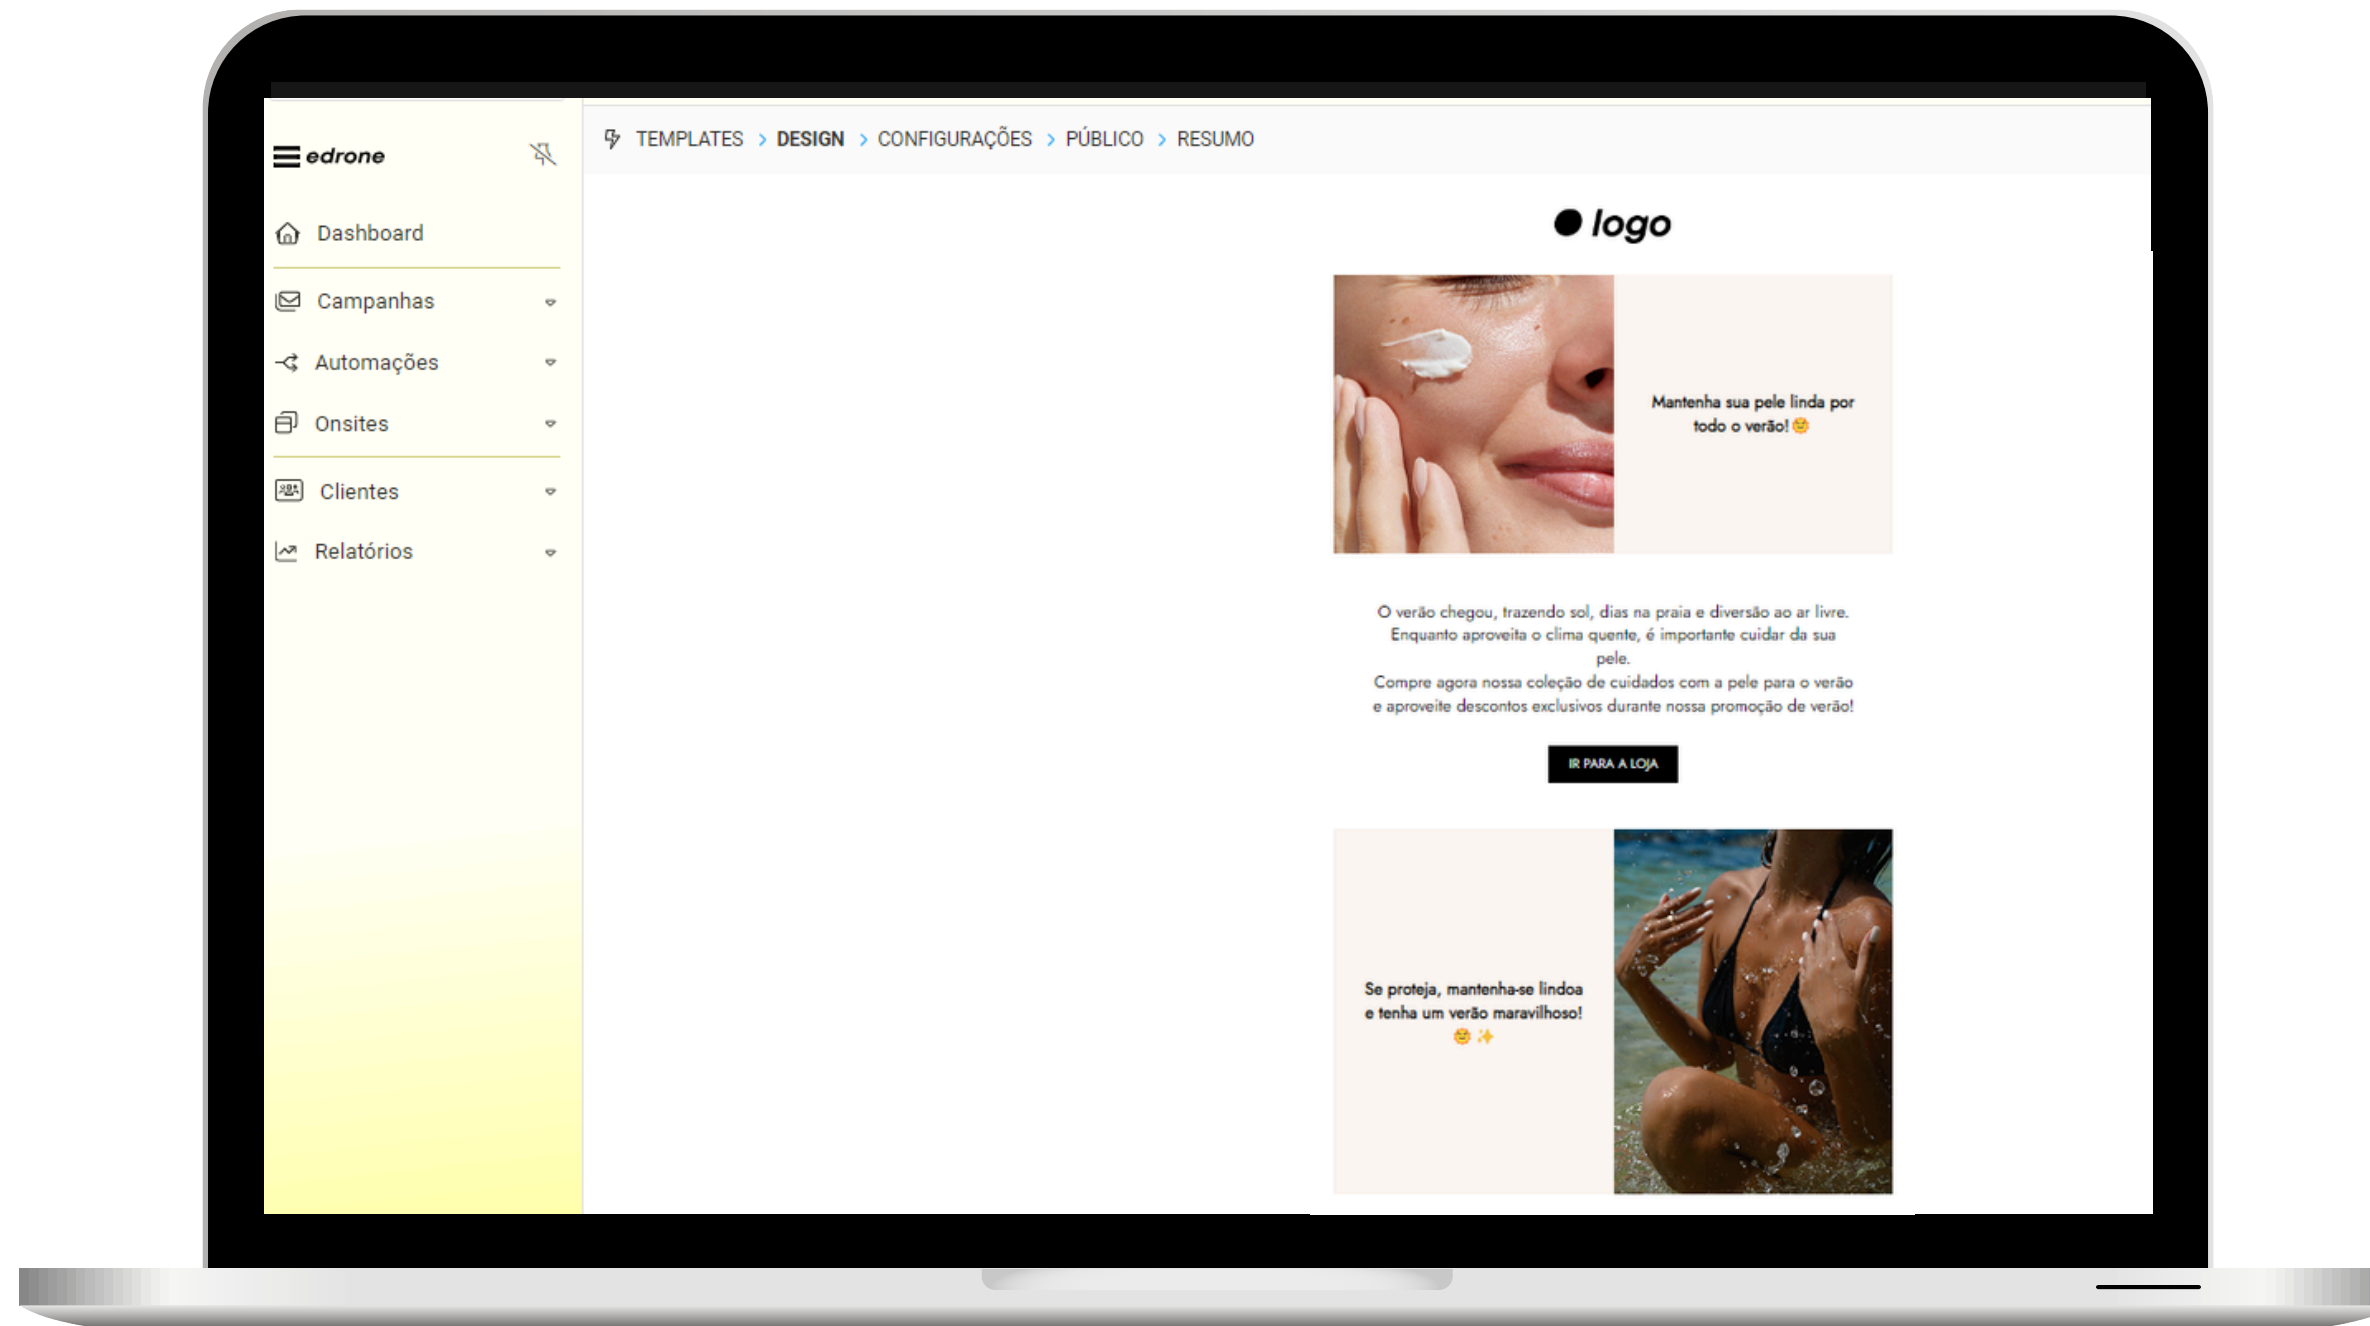 edrone
Dashboard
Campanhas
Automações
Onsites
Clientes
Relatórios
TEMPLATES > DESIGN > CONFIGURAÇÕES > PÚBLICO > RESUMO
logo
Mantenha sua pele linda por
todo o verão! 🌞
O verão chegou, trazendo sol, dias na praia e diversão ao ar livre.
Enquanto aproveita o clima quente, é importante cuidar da sua
pele.
Compre agora nossa coleção de cuidados com a pele para o verão
e aproveite descontos exclusivos durante nossa promoção de verão!
IR PARA A LOJA
Se proteja, mantenha-se lindoa
e tenha um verão maravilhoso!
🌞 ✨